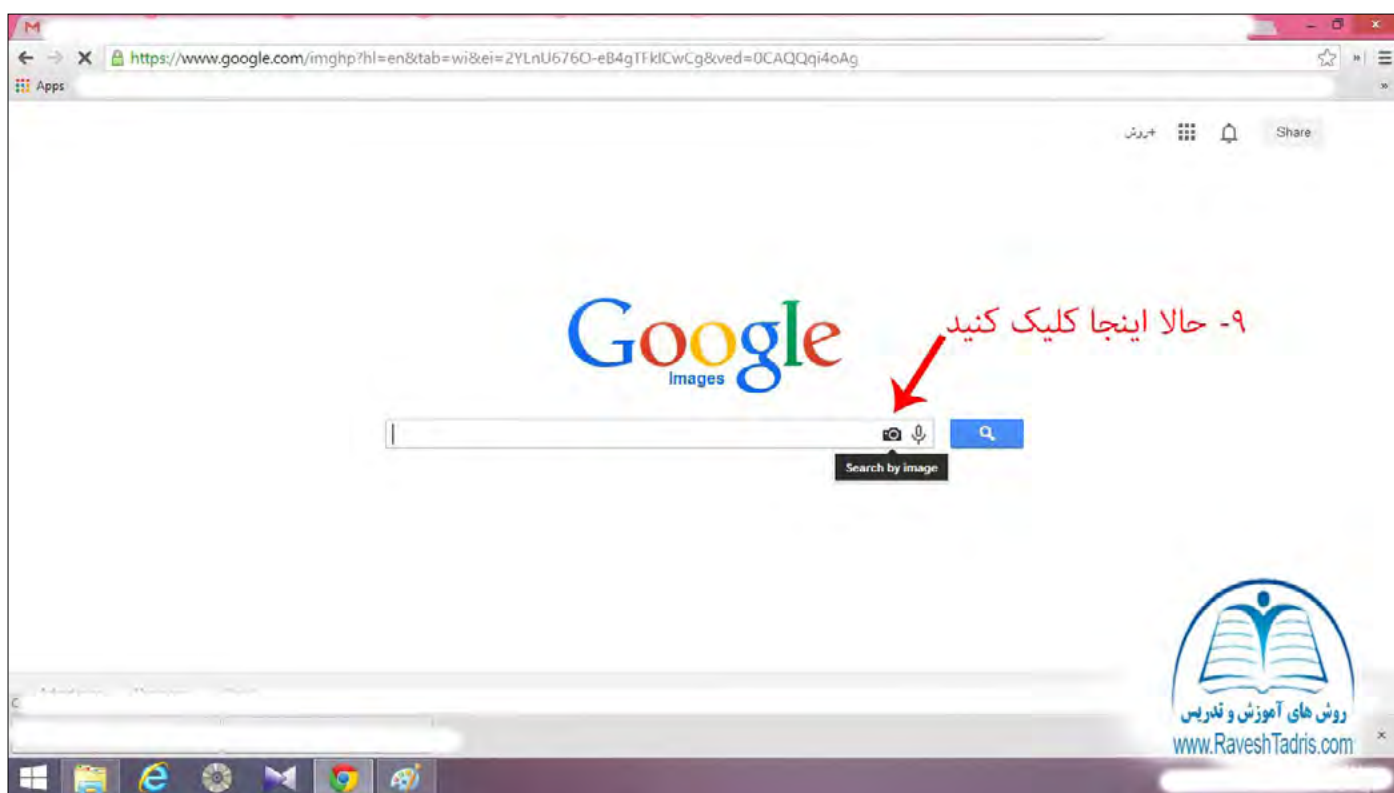 https://www.google.com/imghp?hl=en&tab=wi&ei=2YLnU676O-eB4gTFkICwCg&ved=0CAQQqi4oAg
Apps
+روش
Share
Google
Images
۹- حالا اینجا کلیک کنید
Search by image
روش های آموزش و تدریس
www.RaveshTadris.com